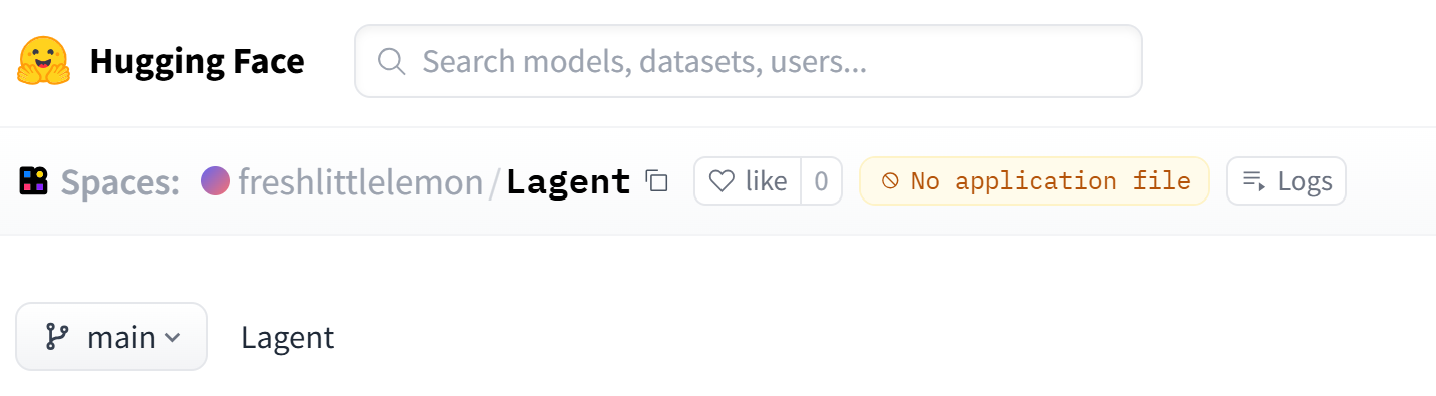 Hugging Face Search models, datasets, users...
Spaces: freshlittlelemon/Lagent like 0 No application file Logs
main Lagent